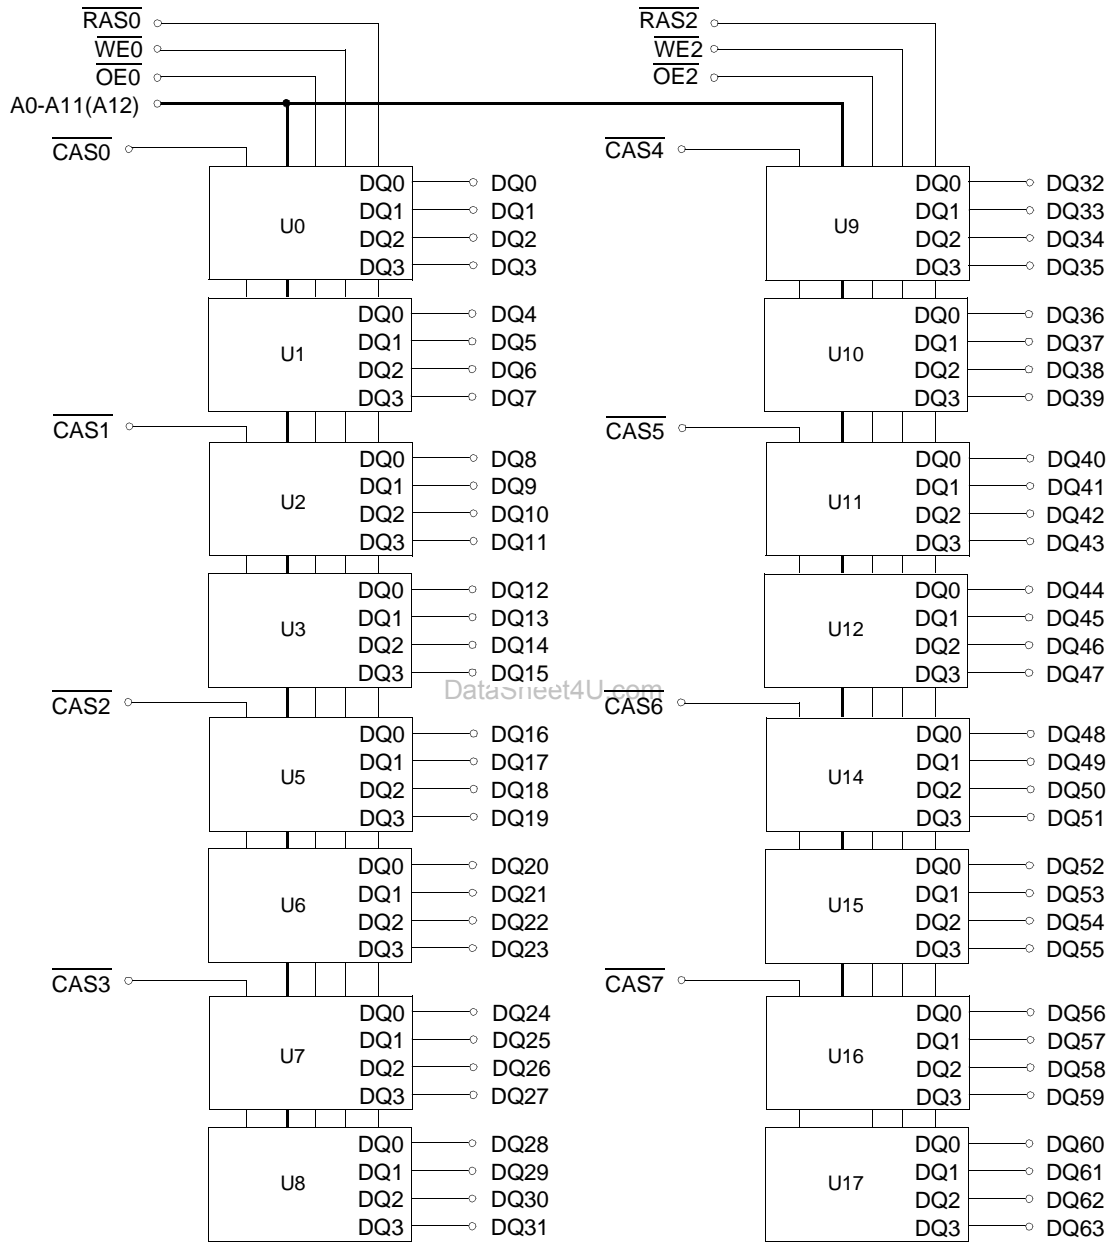 RAS0
WE0
OE0
A0-A11(A12)
CAS0
U0
DQ0 DQ0
DQ1 DQ1
DQ2 DQ2
DQ3 DQ3
U1
DQ0 DQ4
DQ1 DQ5
DQ2 DQ6
DQ3 DQ7
CAS1
U2
DQ0 DQ8
DQ1 DQ9
DQ2 DQ10
DQ3 DQ11
U3
DQ0 DQ12
DQ1 DQ13
DQ2 DQ14
DQ3 DQ15
CAS2
U5
DQ0 DQ16
DQ1 DQ17
DQ2 DQ18
DQ3 DQ19
U6
DQ0 DQ20
DQ1 DQ21
DQ2 DQ22
DQ3 DQ23
CAS3
U7
DQ0 DQ24
DQ1 DQ25
DQ2 DQ26
DQ3 DQ27
U8
DQ0 DQ28
DQ1 DQ29
DQ2 DQ30
DQ3 DQ31
RAS2
WE2
OE2
CAS4
U9
DQ0 DQ32
DQ1 DQ33
DQ2 DQ34
DQ3 DQ35
U10
DQ0 DQ36
DQ1 DQ37
DQ2 DQ38
DQ3 DQ39
CAS5
U11
DQ0 DQ40
DQ1 DQ41
DQ2 DQ42
DQ3 DQ43
U12
DQ0 DQ44
DQ1 DQ45
DQ2 DQ46
DQ3 DQ47
CAS6
U14
DQ0 DQ48
DQ1 DQ49
DQ2 DQ50
DQ3 DQ51
U15
DQ0 DQ52
DQ1 DQ53
DQ2 DQ54
DQ3 DQ55
CAS7
U16
DQ0 DQ56
DQ1 DQ57
DQ2 DQ58
DQ3 DQ59
U17
DQ0 DQ60
DQ1 DQ61
DQ2 DQ62
DQ3 DQ63
DataSheet4U.com